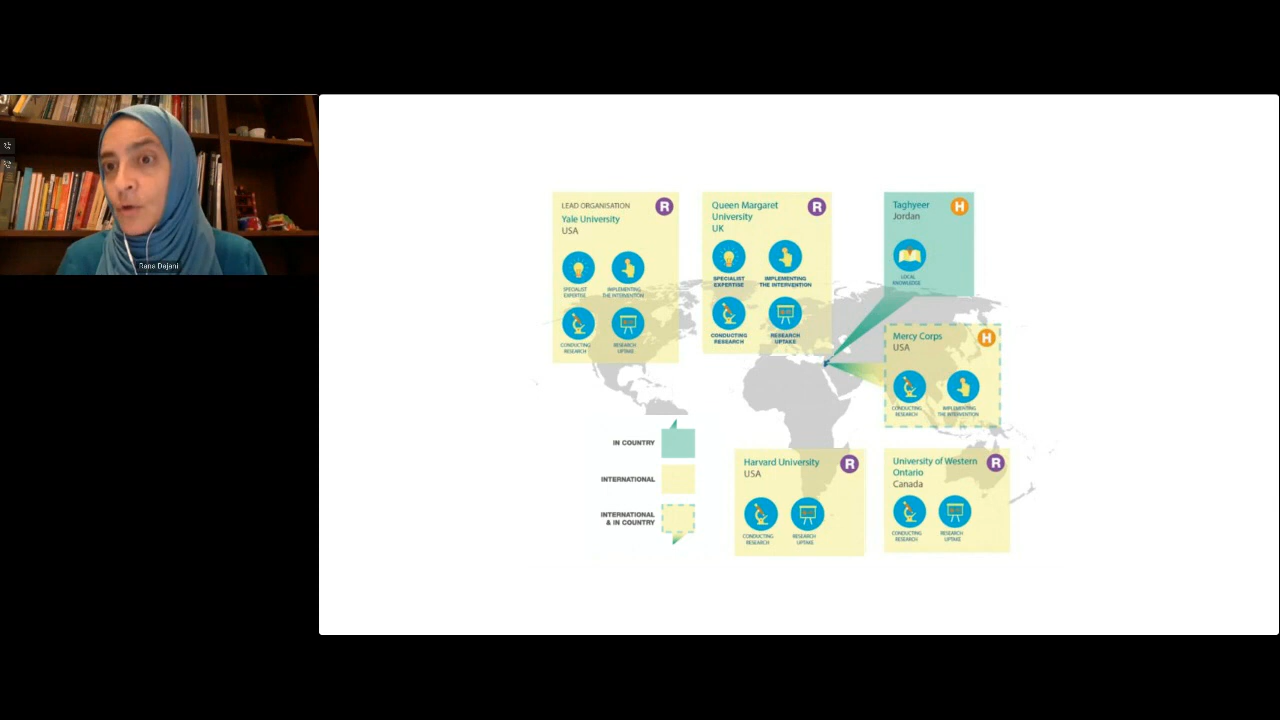 Rana Dajani
LEAD ORGANISATION
Yale University
USA
R
SPECIALIST
EXPERTISE
IMPLEMENTING
THE INTERVENTION
CONDUCTING
RESEARCH
RESEARCH
UPTAKE
Queen Margaret
University
UK
R
SPECIALIST
EXPERTISE
IMPLEMENTING
THE INTERVENTION
CONDUCTING
RESEARCH
RESEARCH
UPTAKE
Taghyeer
Jordan
H
LOCAL
KNOWLEDGE
Mercy Corps
USA
H
CONDUCTING
RESEARCH
IMPLEMENTING
THE INTERVENTION
IN COUNTRY
INTERNATIONAL
INTERNATIONAL
& IN COUNTRY
Harvard University
USA
R
CONDUCTING
RESEARCH
RESEARCH
UPTAKE
University of Western
Ontario
Canada
R
CONDUCTING
RESEARCH
RESEARCH
UPTAKE